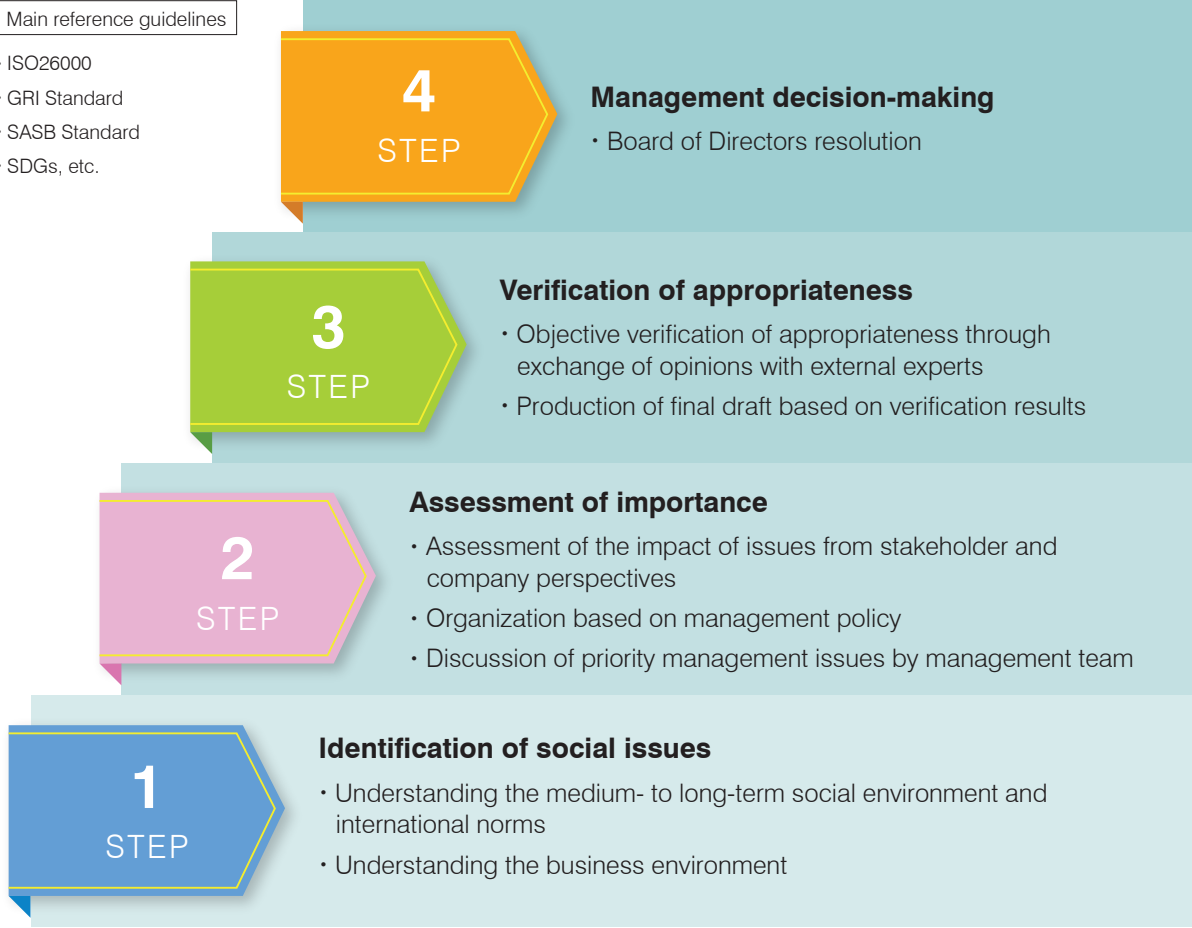 Main reference guidelines
・ISO26000
・GRI Standard
・SASB Standard
・SDGs, etc.
4
STEP
Management decision-making
・Board of Directors resolution
3
STEP
Verification of appropriateness
・Objective verification of appropriateness through
exchange of opinions with external experts
・Production of final draft based on verification results
2
STEP
Assessment of importance
・Assessment of the impact of issues from stakeholder and
company perspectives
・Organization based on management policy
・Discussion of priority management issues by management team
1
STEP
Identification of social issues
・Understanding the medium- to long-term social environment and
international norms
・Understanding the business environment